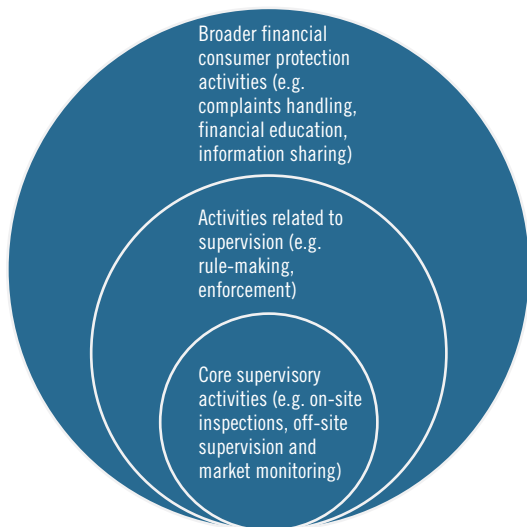 Broader financial
consumer protection
activities (e.g.
complaints handling,
financial education,
information sharing)
Activities related to
supervision (e.g.
rule-making,
enforcement)
Core supervisory
activities (e.g. on-site
inspections, off-site
supervision and
market monitoring)